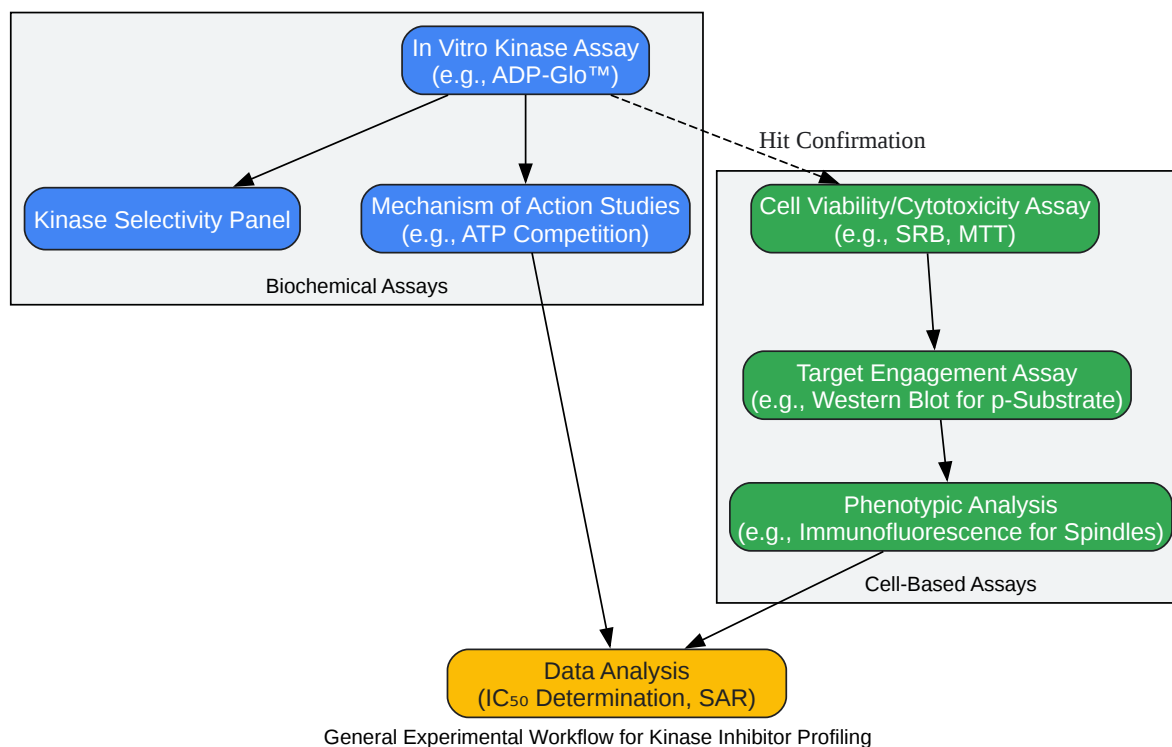 In Vitro Kinase Assay
(e.g., ADP-Glo™)
Hit Confirmation
Kinase Selectivity Panel
Mechanism of Action Studies
(e.g., ATP Competition)
Cell Viability/Cytotoxicity Assay
(e.g., SRB, MTT)
Biochemical Assays
Target Engagement Assay
(e.g., Western Blot for p-Substrate)
Phenotypic Analysis
(e.g., Immunofluorescence for Spindles)
Cell-Based Assays
Data Analysis
(IC₅₀ Determination, SAR)
General Experimental Workflow for Kinase Inhibitor Profiling